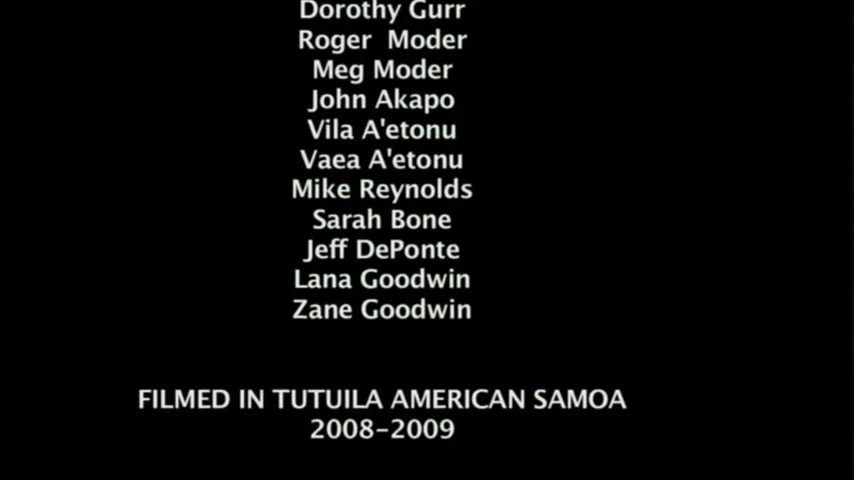 Dorothy Gurr
Roger  Moder
Meg Moder
John Akapo
Vila A'etonu
Vaea A'etonu
Mike Reynolds
Sarah Bone
Jeff DePonte
Lana Goodwin
Zane Goodwin
FILMED IN TUTUILA AMERICAN SAMOA
2008-2009